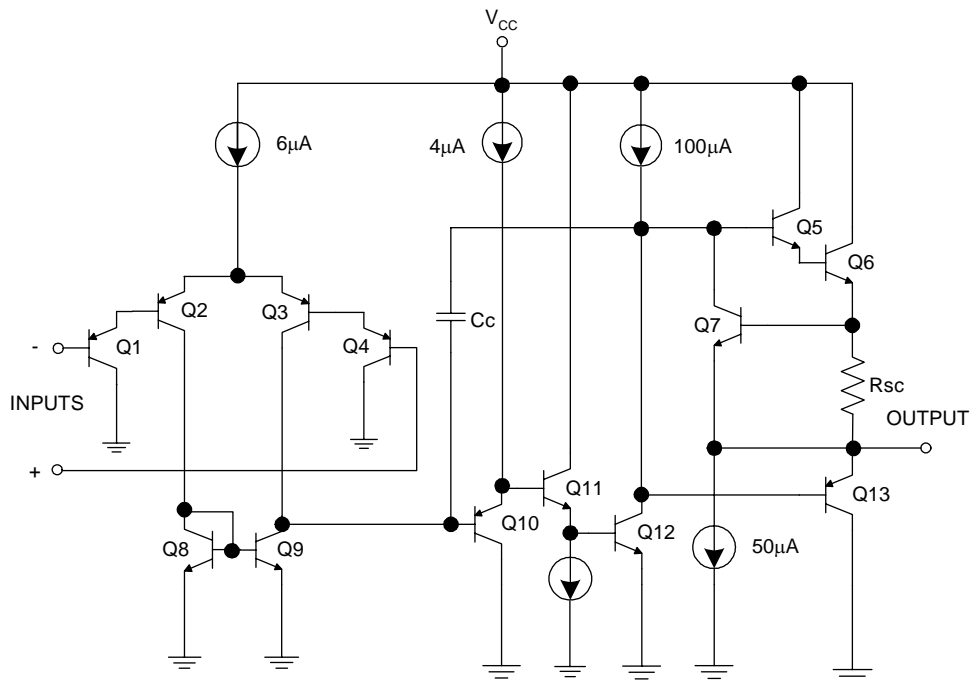 VCC
6μA
4μA
100μA
Q5
Q6
Q2
Q3
Cc
Q7
-
Q1
Q4
Rsc
INPUTS
OUTPUT
+
Q11
Q13
Q10
Q12
Q8
Q9
50μA